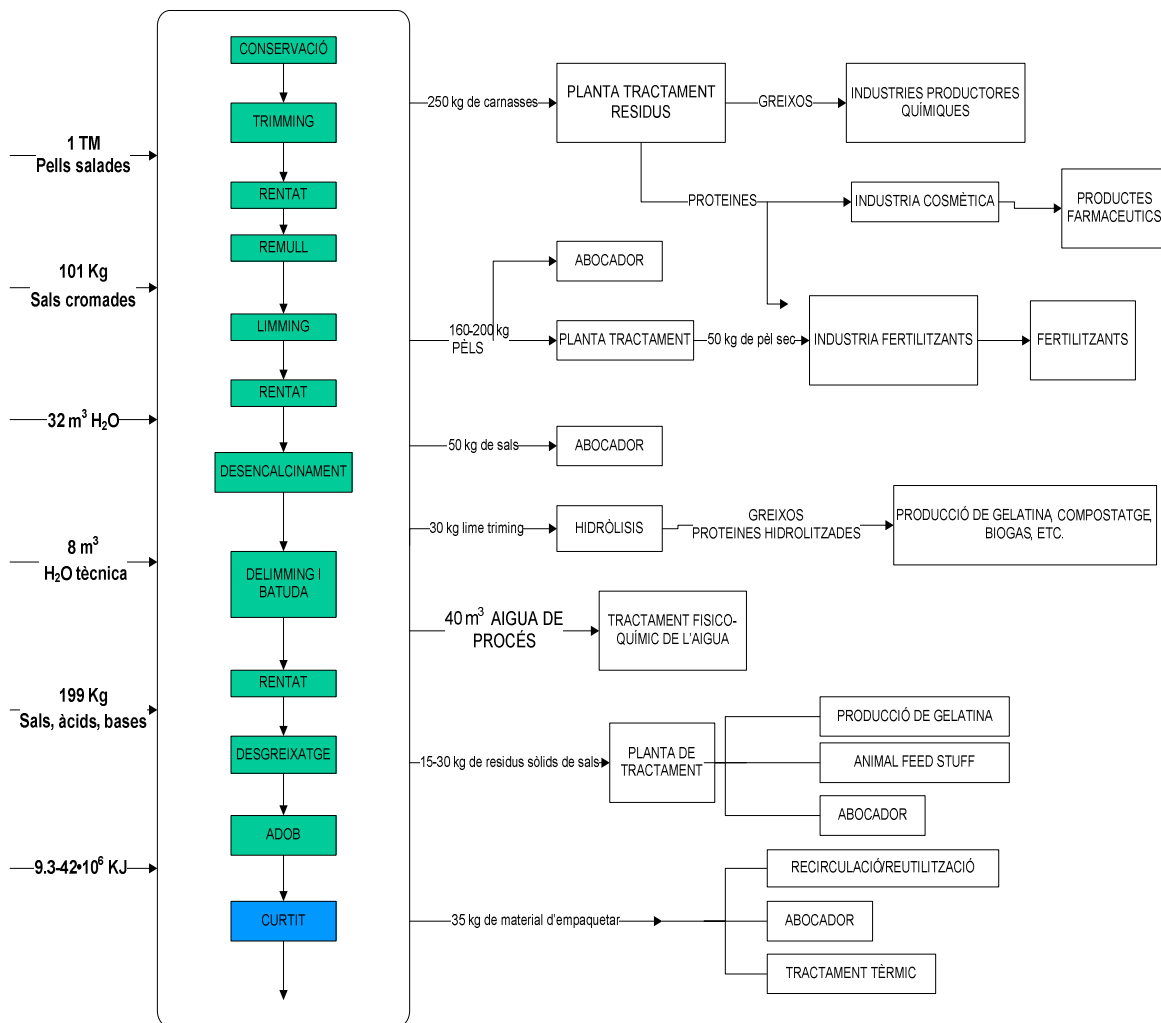 CONSERVACIÓ
TRIMMING
RENTAT
REMULL
LIMMING
RENTAT
DESENCALCINAMENT
DELIMMING I
BATUDA
RENTAT
DESGREIXATGE
ADOB
CURTIT
1 TM
Pells salades
101 Kg
Sals cromades
32 m³ H₂O
8 m³
H₂O tècnica
199 Kg
Sals, àcids, bases
9.3-42•10⁶ KJ
250 kg de carnasses
PLANTA TRACTAMENT
RESIDUS
GREIXOS
INDUSTRIES PRODUCTORES
QUÍMIQUES
PROTEINES
INDUSTRIA COSMÈTICA
PRODUCTES
FARMACEUTICS
ABOCADOR
160-200 kg
PÈLS
PLANTA TRACTAMENT
50 kg de pèl sec
INDUSTRIA FERTILITZANTS
FERTILITZANTS
50 kg de sals
ABOCADOR
30 kg lime triming
HIDRÒLISIS
GREIXOS
PROTEINES HIDROLITZADES
PRODUCCIÓ DE GELATINA, COMPOSTATGE,
BIOGAS, ETC.
40 m³ AIGUA DE
PROCÉS
TRACTAMENT FISICO-
QUÍMIC DE L'AIGUA
15-30 kg de residus sòlids de sals
PLANTA DE
TRACTAMENT
PRODUCCIÓ DE GELATINA
ANIMAL FEED STUFF
ABOCADOR
35 kg de material d'empaquetar
RECIRCULACIÓ/REUTILITZACIÓ
ABOCADOR
TRACTAMENT TÈRMIC